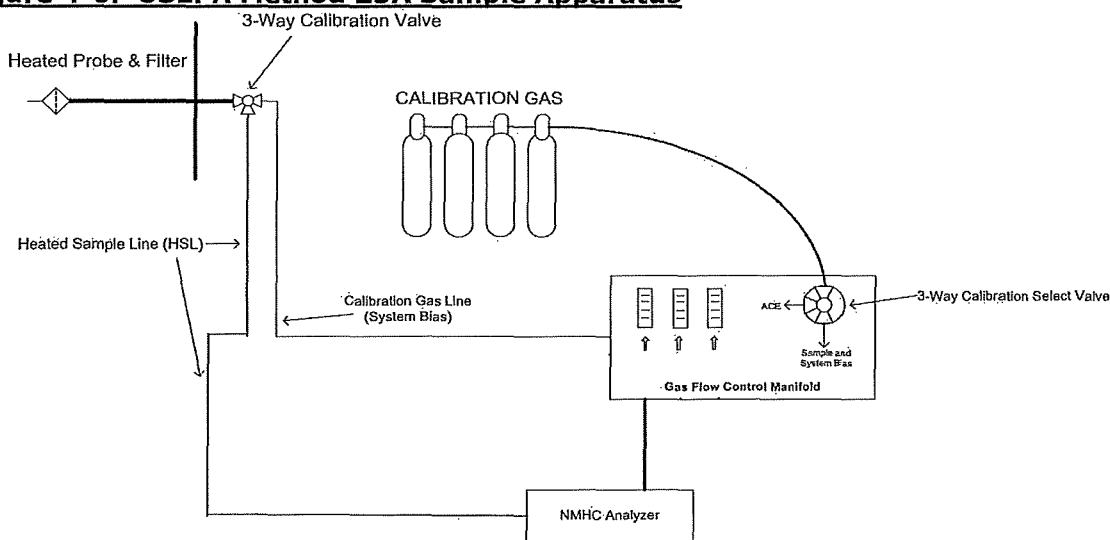 3-Way Calibration Valve
Heated Probe & Filter
CALIBRATION GAS
Heated Sample Line (HSL)
Calibration Gas Line
(System Bias)
ACE
3-Way Calibration Select Valve
Sample and
System Bias
Gas Flow Control Manifold
NMHC Analyzer